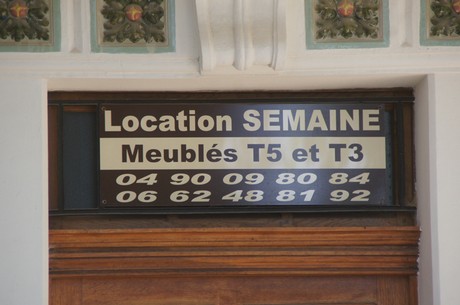 Location SEMAINE
Meublés T5 et T3
04 90 09 80 84
06 62 48 81 92